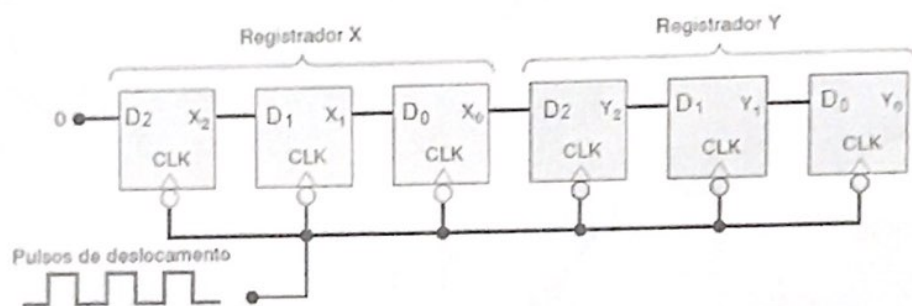 Registrador X
Registrador Y
0
D2 X₂ CLK
D₁ X₁ CLK
D₀ X₀ CLK
D2 Y₂ CLK
D₁ Y₁ CLK
D₀ Y₀ CLK
Pulsos de deslocamento